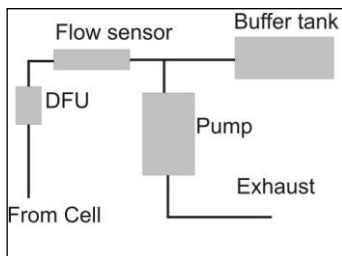 Buffer tank
Flow sensor
DFU
Pump
Exhaust
From Cell